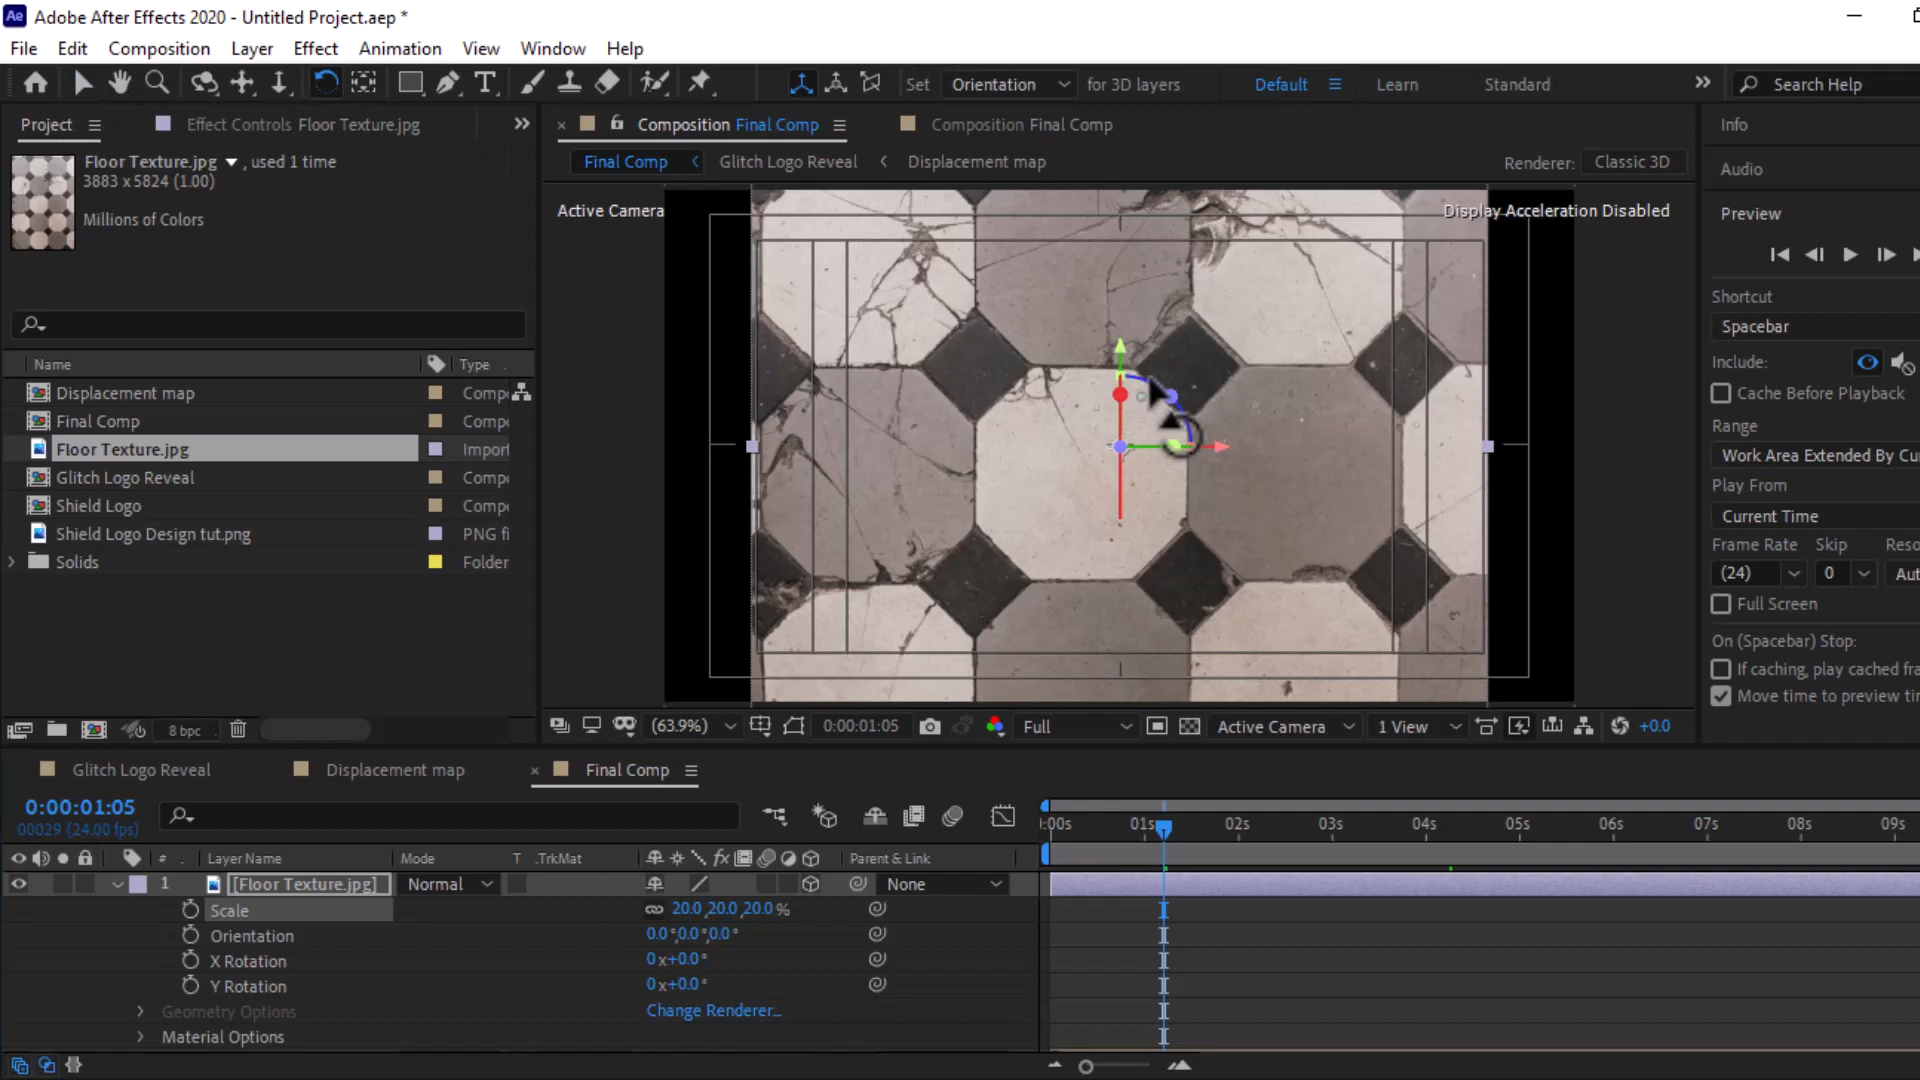 Ae Adobe After Effects 2020 - Untitled Project.aep *
File Edit Composition Layer Effect Animation View Window Help
Set Orientation for 3D layers Default Learn Standard Search Help
Project Effect Controls Floor Texture.jpg
Composition Final Comp Composition Final Comp
Info
Floor Texture.jpg , used 1 time
3883 x 5824 (1.00)
Millions of Colors
Final Comp Glitch Logo Reveal Displacement map
Renderer: Classic 3D
Audio
Active Camera
Display Acceleration Disabled
Preview
Shortcut
Spacebar
Include:
Cache Before Playback
Range
Work Area Extended By Cu
Play From
Current Time
Frame Rate Skip Reso
(24) 0 Aut
Full Screen
On (Spacebar) Stop:
If caching, play cached fra
Move time to preview tin
Name Type
Displacement map Comp
Final Comp Comp
Floor Texture.jpg Import
Glitch Logo Reveal Comp
Shield Logo Comp
Shield Logo Design tut.png PNG fi
Solids Folder
8 bpc
(63.9%) 0:00:01:05 Full Active Camera 1 View +0.0
Glitch Logo Reveal Displacement map Final Comp
0:00:01:05
00029 (24.00 fps)
:00s 01s 02s 03s 04s 05s 06s 07s 08s 09s
# Layer Name Mode T .TrkMat fx Parent & Link
1 [Floor Texture.jpg] Normal None
Scale 20.0,20.0,20.0 %
Orientation 0.0°,0.0°,0.0°
X Rotation 0x+0.0°
Y Rotation 0x+0.0°
Geometry Options Change Renderer...
Material Options